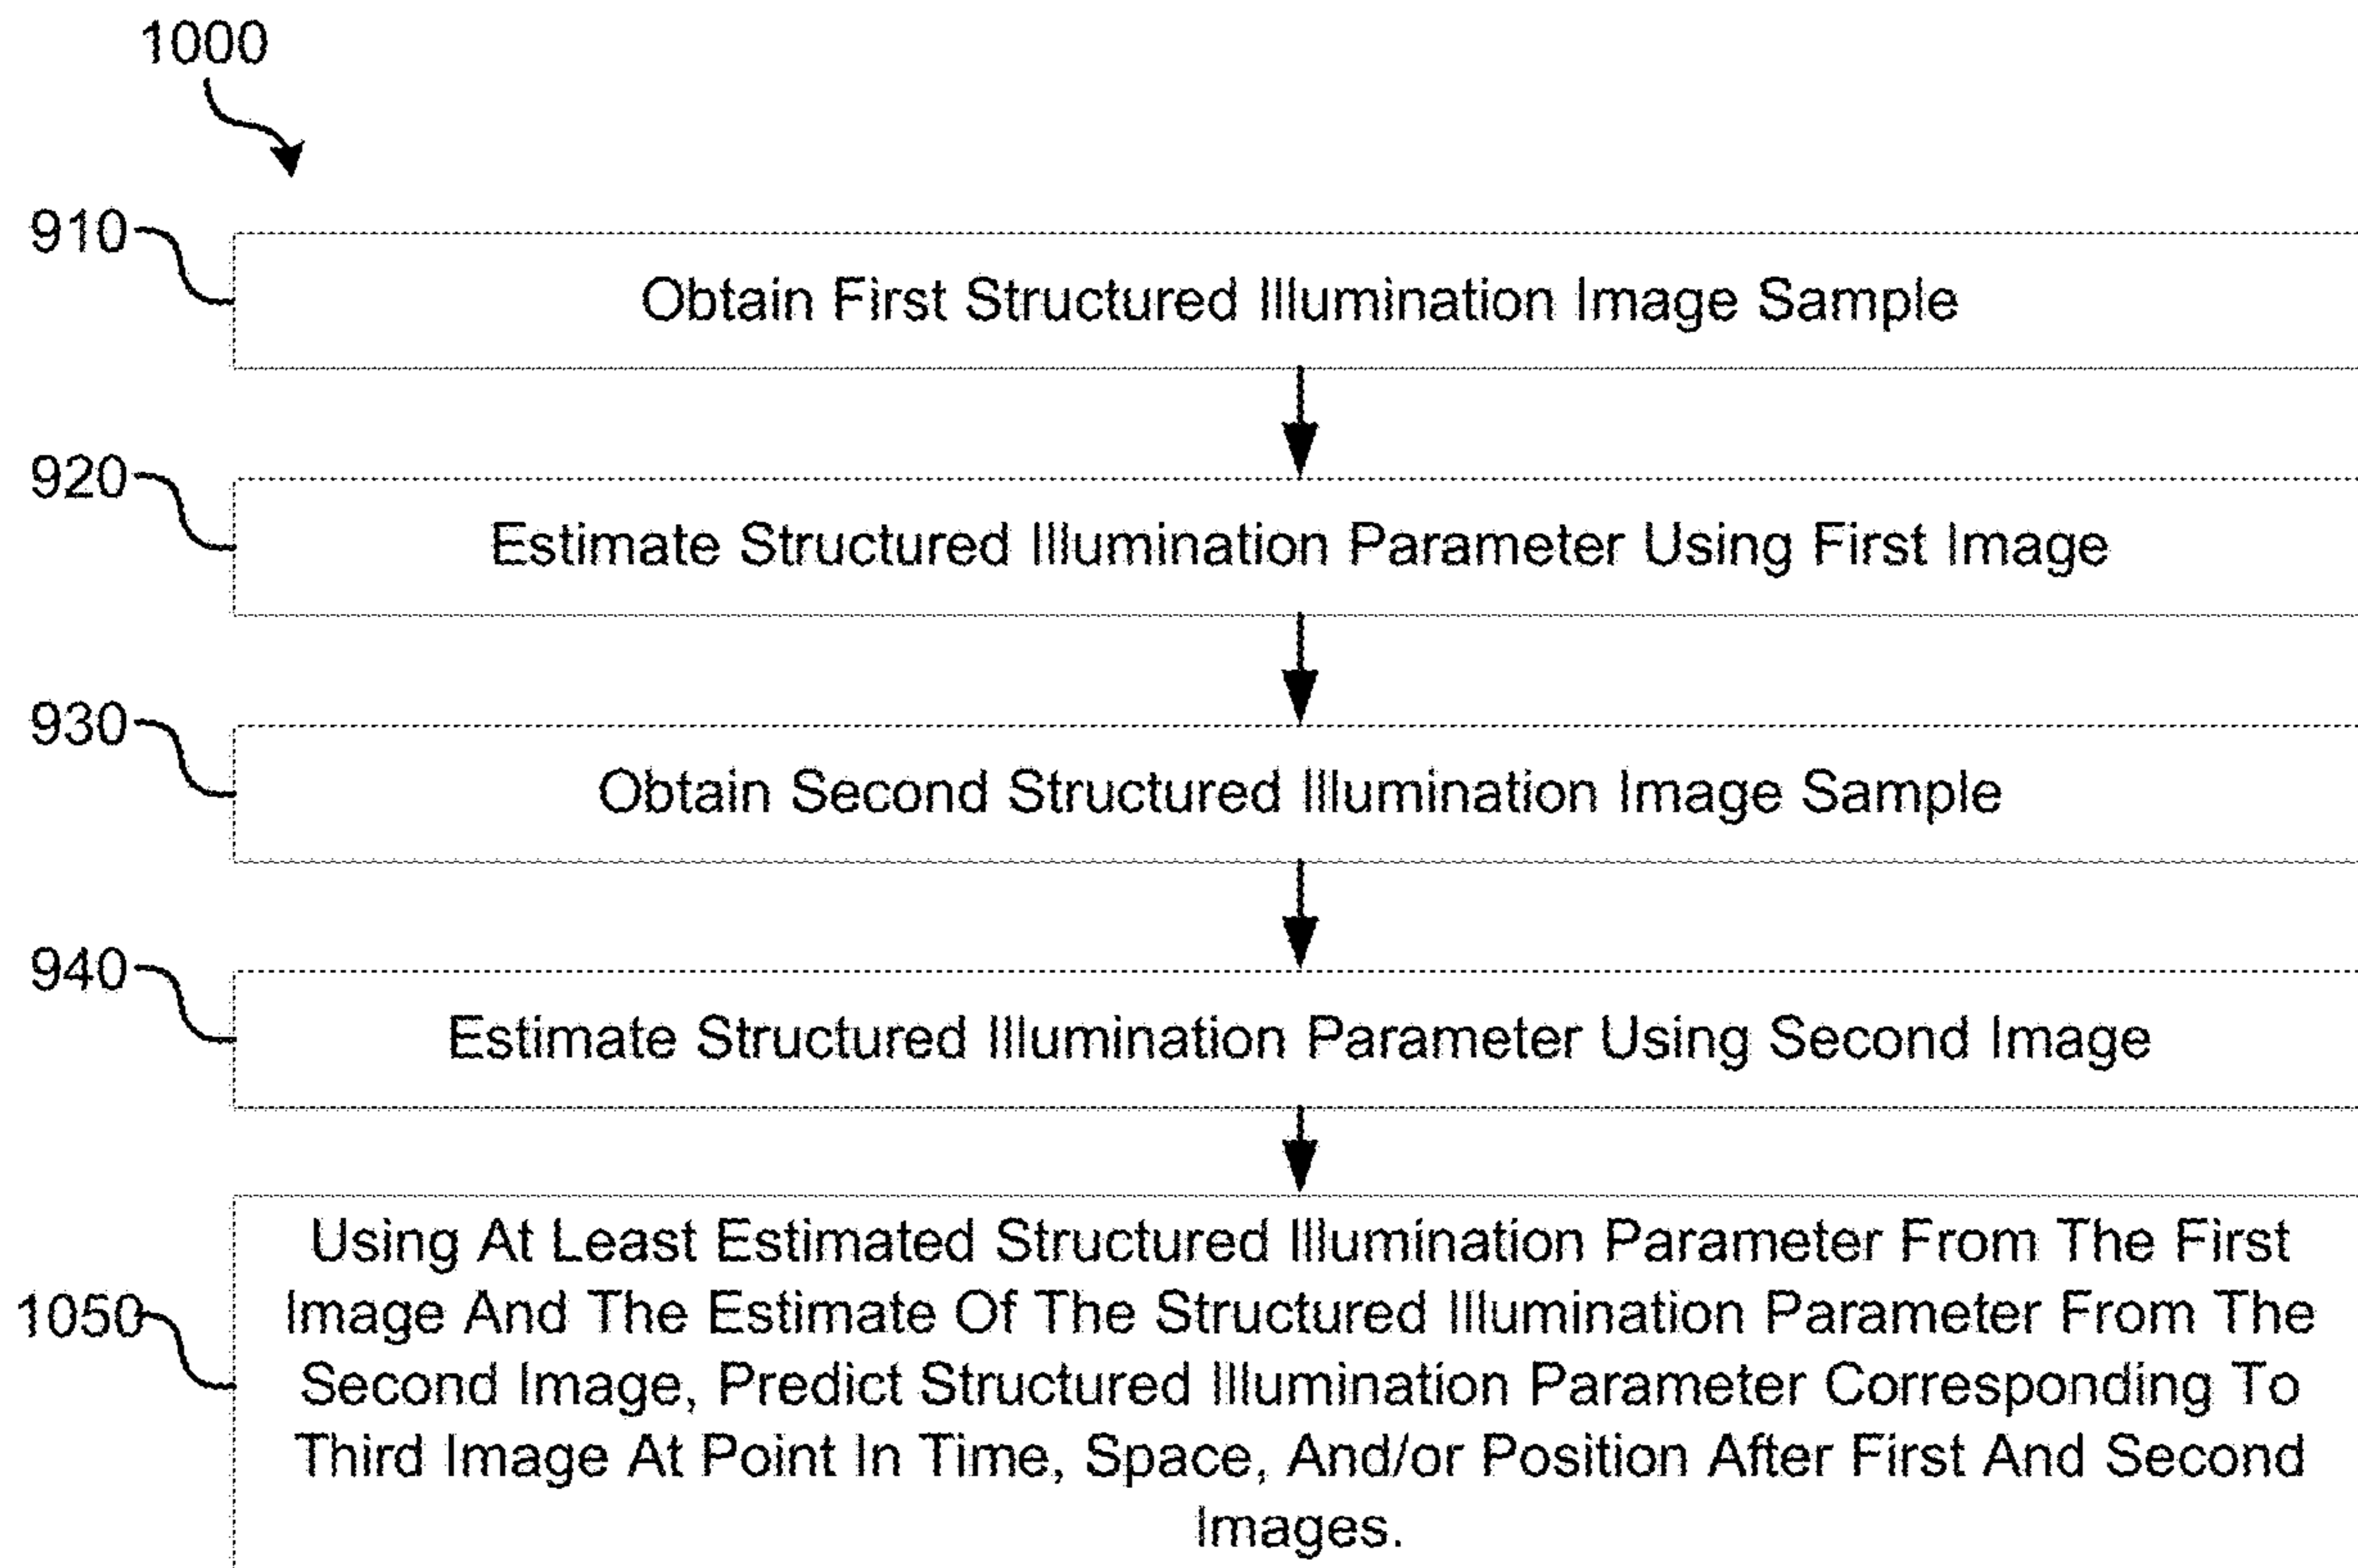 1000
910
Obtain First Structured Illumination Image Sample
920
Estimate Structured Illumination Parameter Using First Image
930
Obtain Second Structured Illumination Image Sample
940
Estimate Structured Illumination Parameter Using Second Image
1050
Using At Least Estimated Structured Illumination Parameter From The First
Image And The Estimate Of The Structured Illumination Parameter From The
Second Image, Predict Structured Illumination Parameter Corresponding To
Third Image At Point In Time, Space, And/or Position After First And Second
Images.